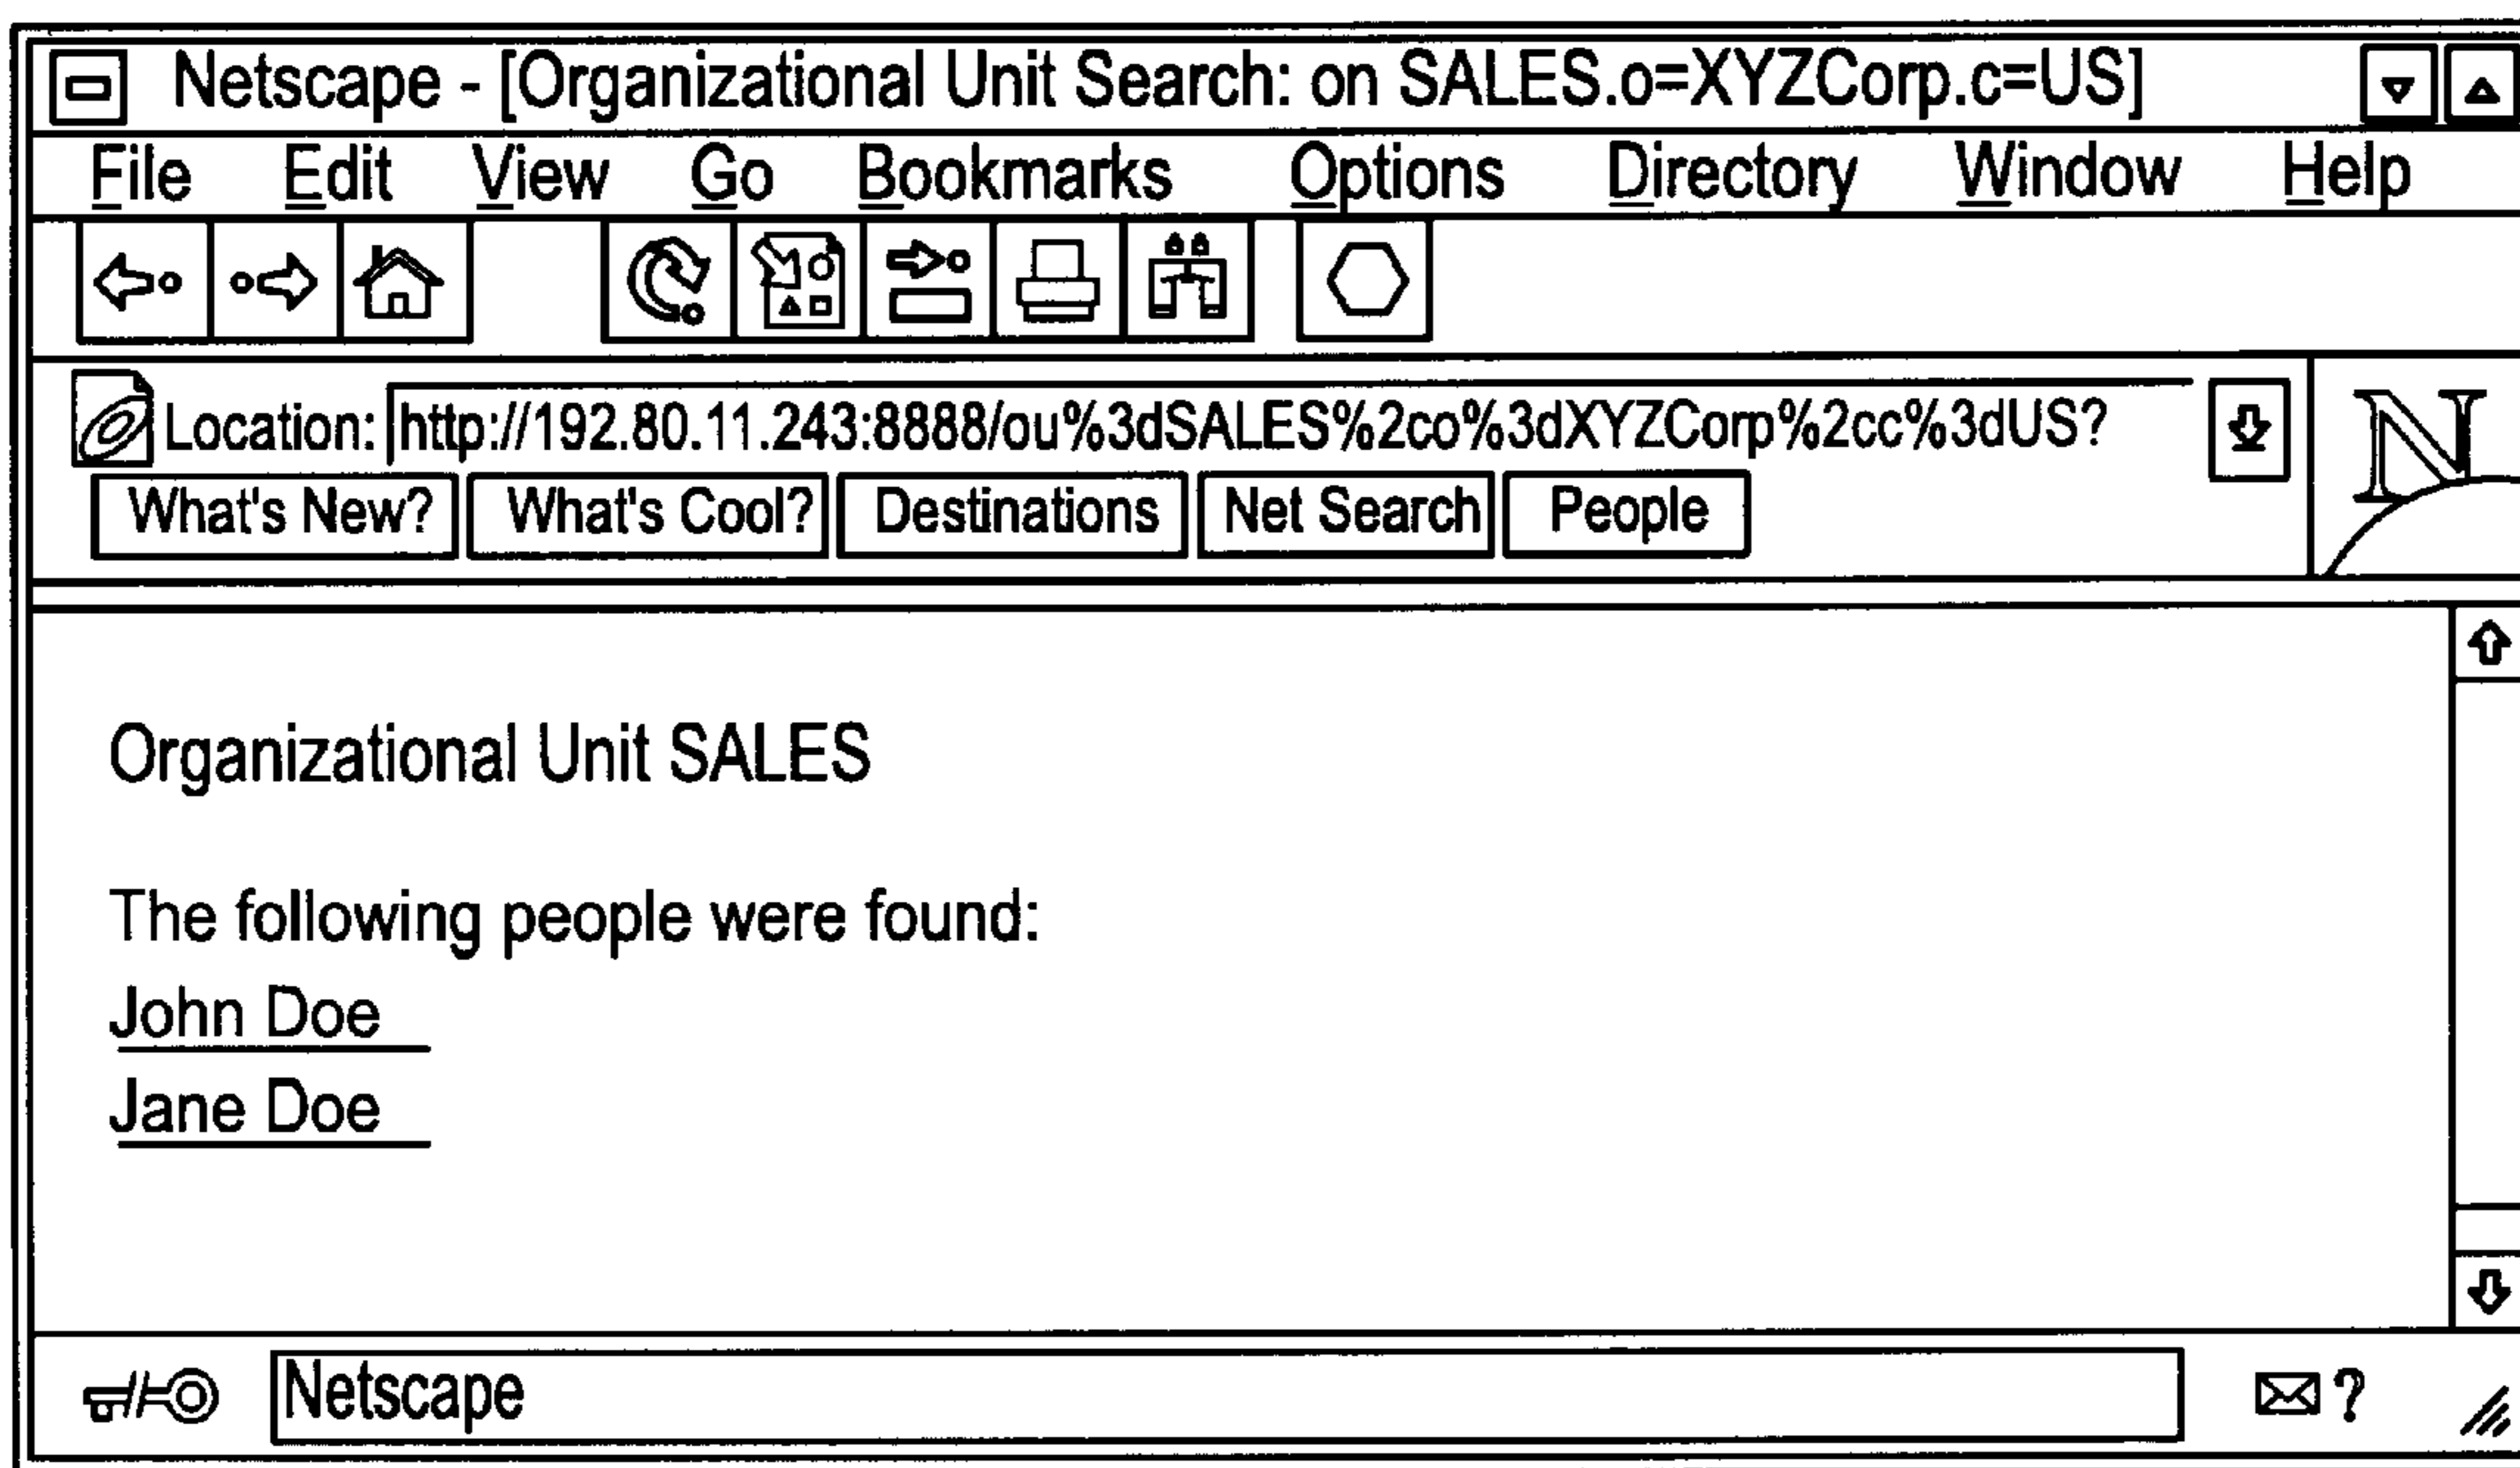 Netscape - [Organizational Unit Search: on SALES.o=XYZCorp.c=US]
File Edit View Go Bookmarks Options Directory Window Help
Location: http://192.80.11.243:8888/ou%3dSALES%2co%3dXYZCorp%2cc%3dUS?
N
What's New? What's Cool? Destinations Net Search People
Organizational Unit SALES
The following people were found:
John Doe
Jane Doe
Netscape ?